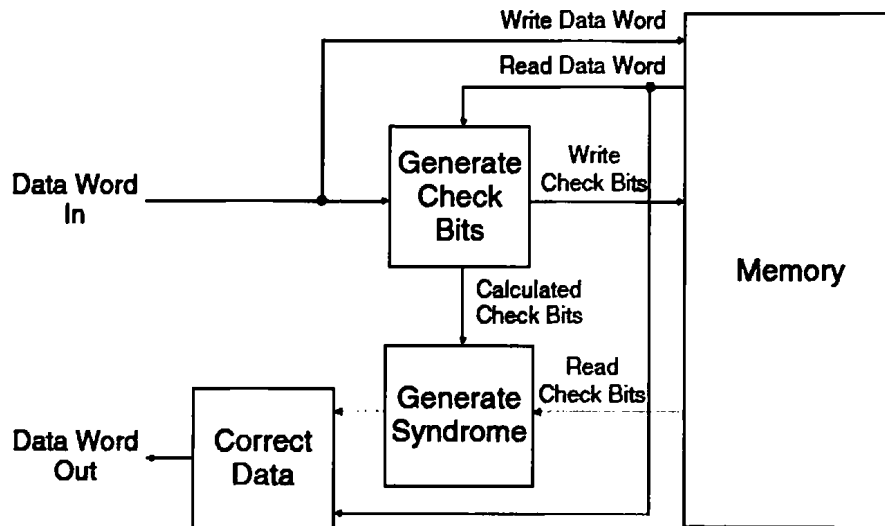 Write Data Word
Read Data Word
Generate
Check
Bits
Write
Check Bits
Data Word
In
Memory
Calculated
Check Bits
Generate
Syndrome
Read
Check Bits
Correct
Data
Data Word
Out